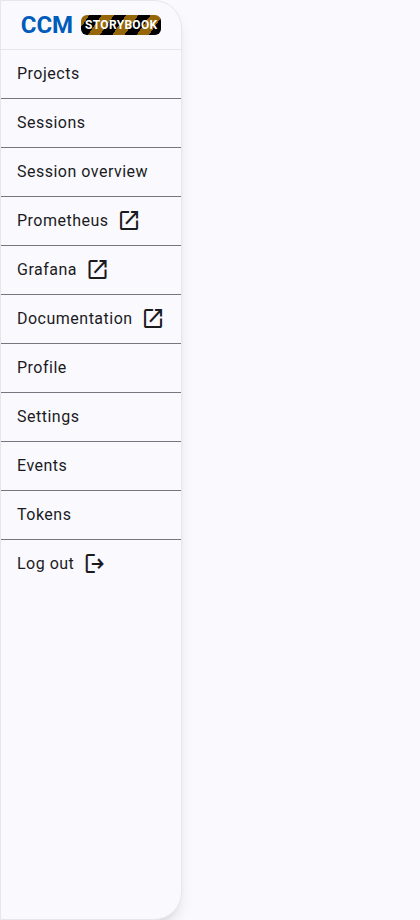 CCM STORYBOOK
Projects
Sessions
Session overview
Prometheus
Grafana
Documentation
Profile
Settings
Events
Tokens
Log out